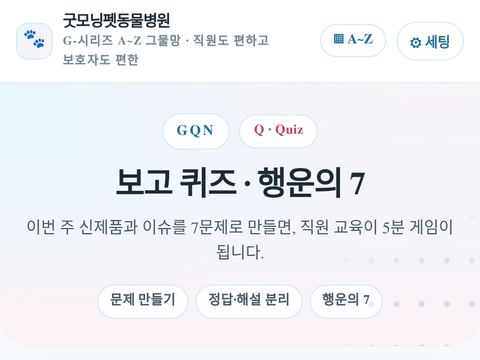 굿모닝펫동물병원
G-시리즈 A~Z 그물망 · 직원도 편하고
보호자도 편한
A~Z
세팅
GQN
Q · Quiz
보고 퀴즈 · 행운의 7
이번 주 신제품과 이슈를 7문제로 만들면, 직원 교육이 5분 게임이
됩니다.
문제 만들기
정답·해설 분리
행운의 7